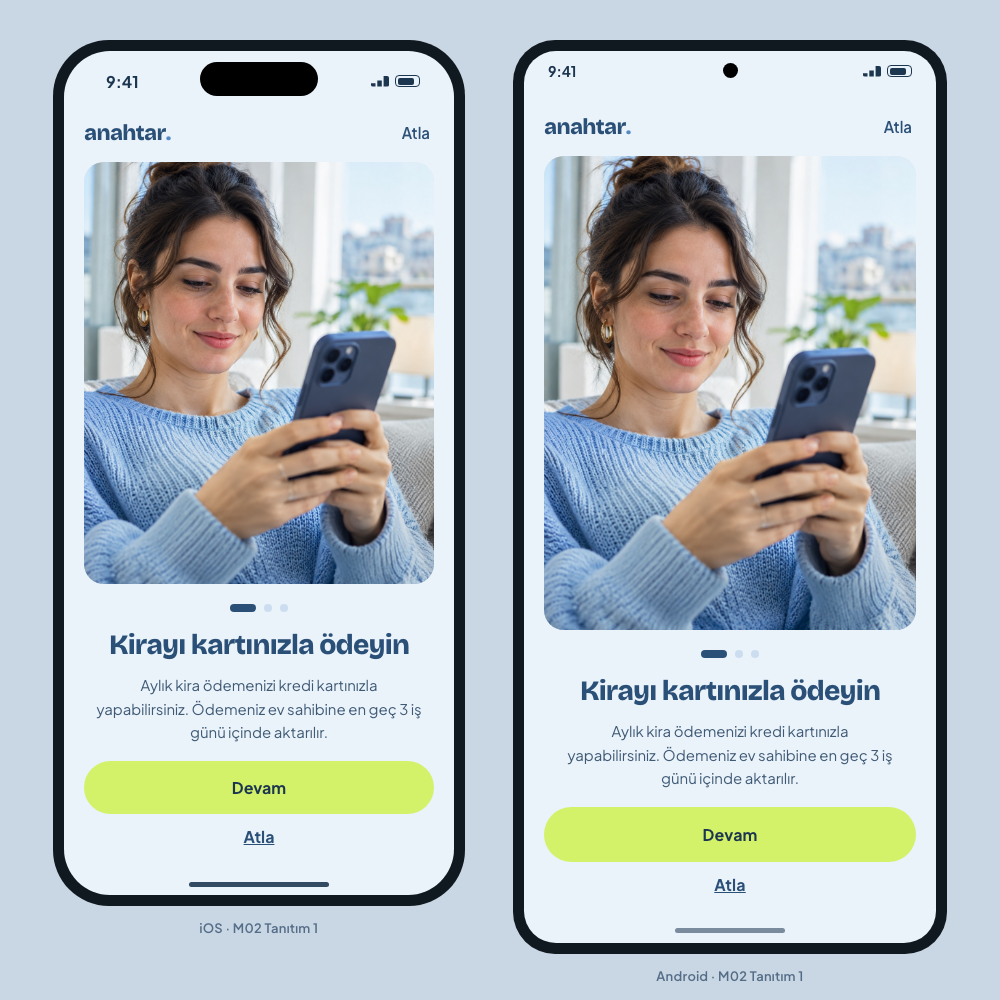 9:41
anahtar.
Atla
Kirayı kartınızla ödeyin
Aylık kira ödemenizi kredi kartınızla
yapabilirsiniz. Ödemeniz ev sahibine en geç 3 iş
günü içinde aktarılır.
Devam
Atla
iOS · M02 Tanıtım 1
9:41
anahtar.
Atla
Kirayı kartınızla ödeyin
Aylık kira ödemenizi kredi kartınızla
yapabilirsiniz. Ödemeniz ev sahibine en geç 3 iş
günü içinde aktarılır.
Devam
Atla
Android · M02 Tanıtım 1